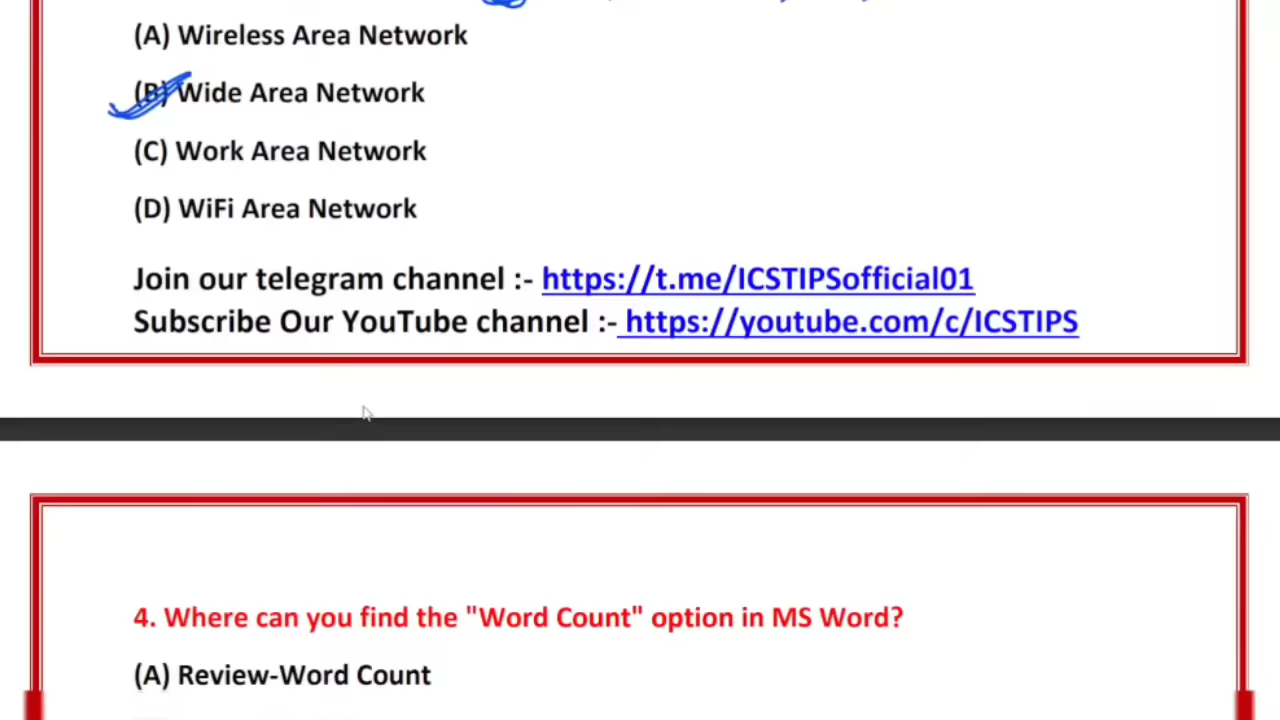 (A) Wireless Area Network
(B) Wide Area Network
(C) Work Area Network
(D) WiFi Area Network
Join our telegram channel :- https://t.me/ICSTIPSofficial01
Subscribe Our YouTube channel :- https://youtube.com/c/ICSTIPS
4. Where can you find the "Word Count" option in MS Word?
(A) Review-Word Count